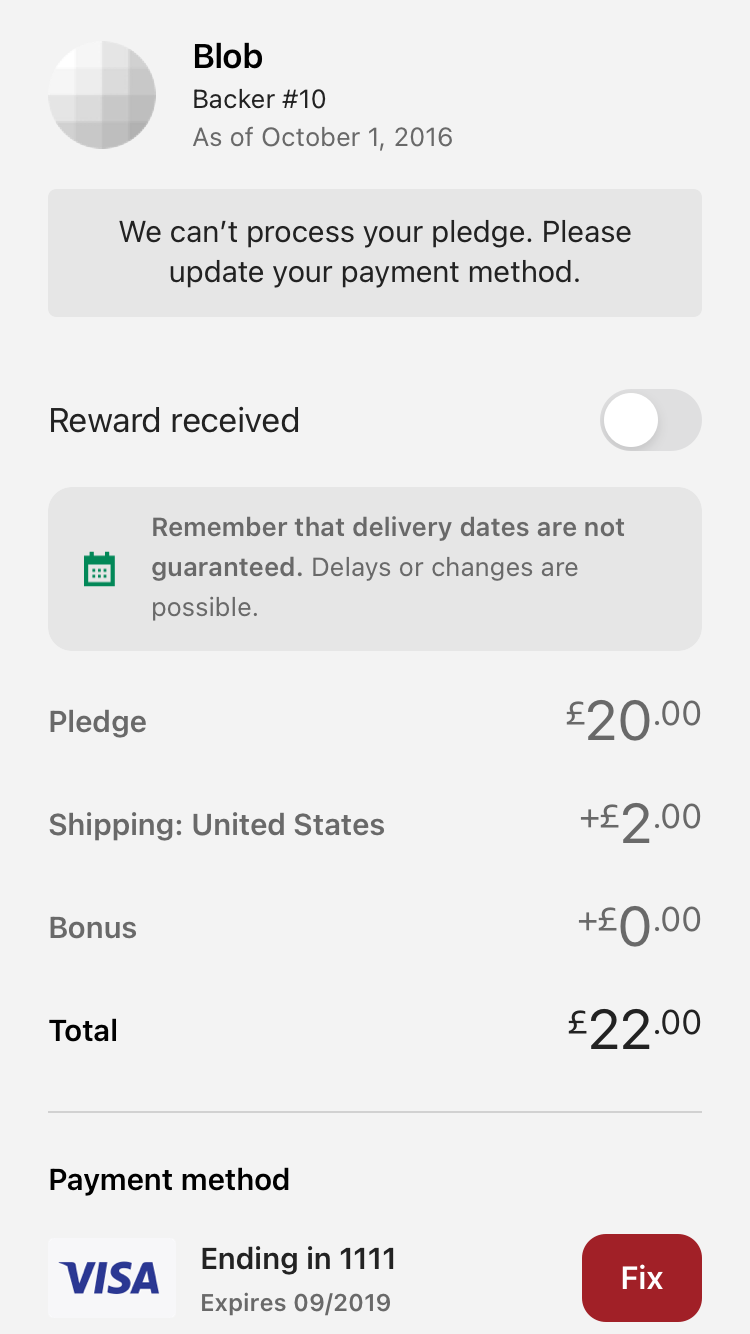 Blob
Backer #10
As of October 1, 2016
We can’t process your pledge. Please
update your payment method.
Reward received
Remember that delivery dates are not
guaranteed. Delays or changes are
possible.
Pledge £20.00
Shipping: United States +£2.00
Bonus +£0.00
Total £22.00
Payment method
VISA Ending in 1111 Fix
Expires 09/2019